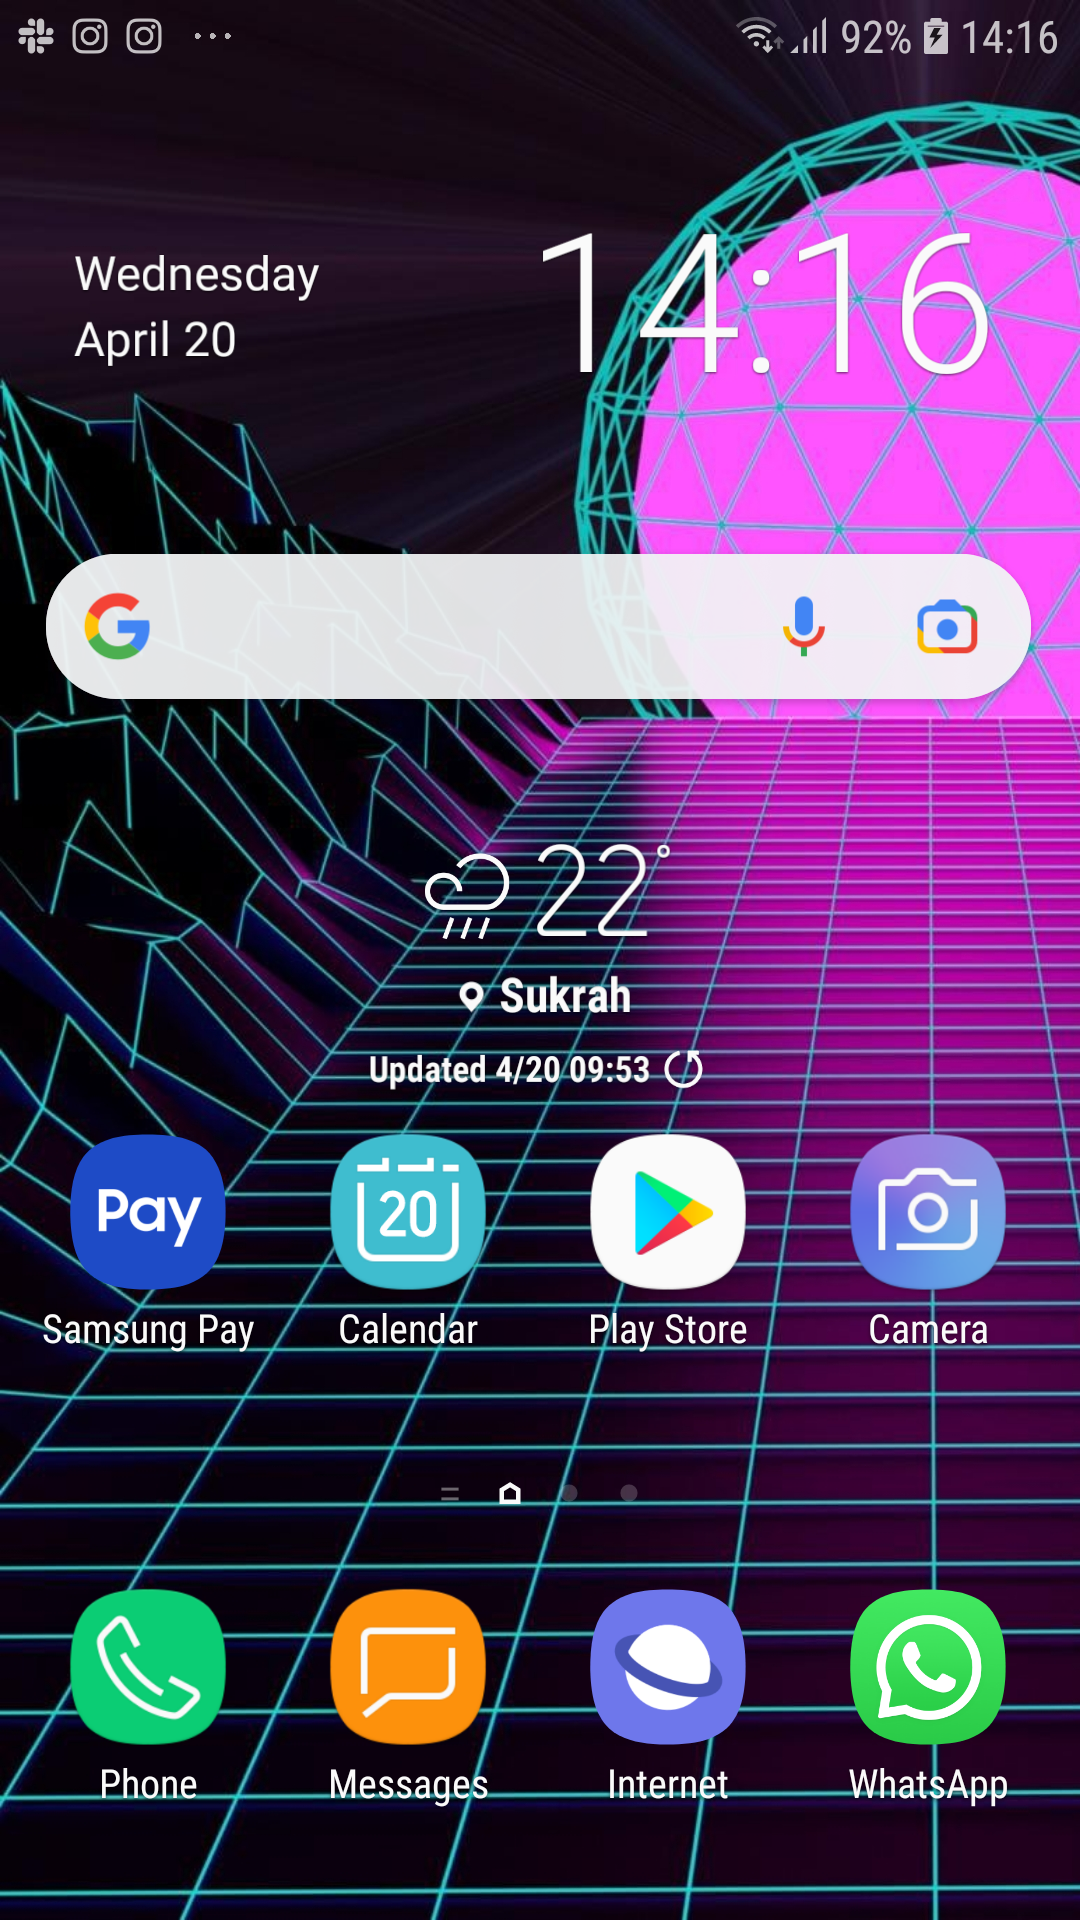 92% 14:16
Wednesday
April 20
14:16
22°
Sukrah
Updated 4/20 09:53
Pay
20
Samsung Pay
Calendar
Play Store
Camera
Phone
Messages
Internet
WhatsApp